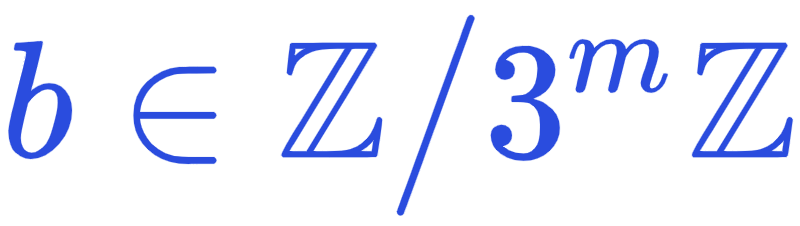 b ∈ ℤ/3^m ℤ